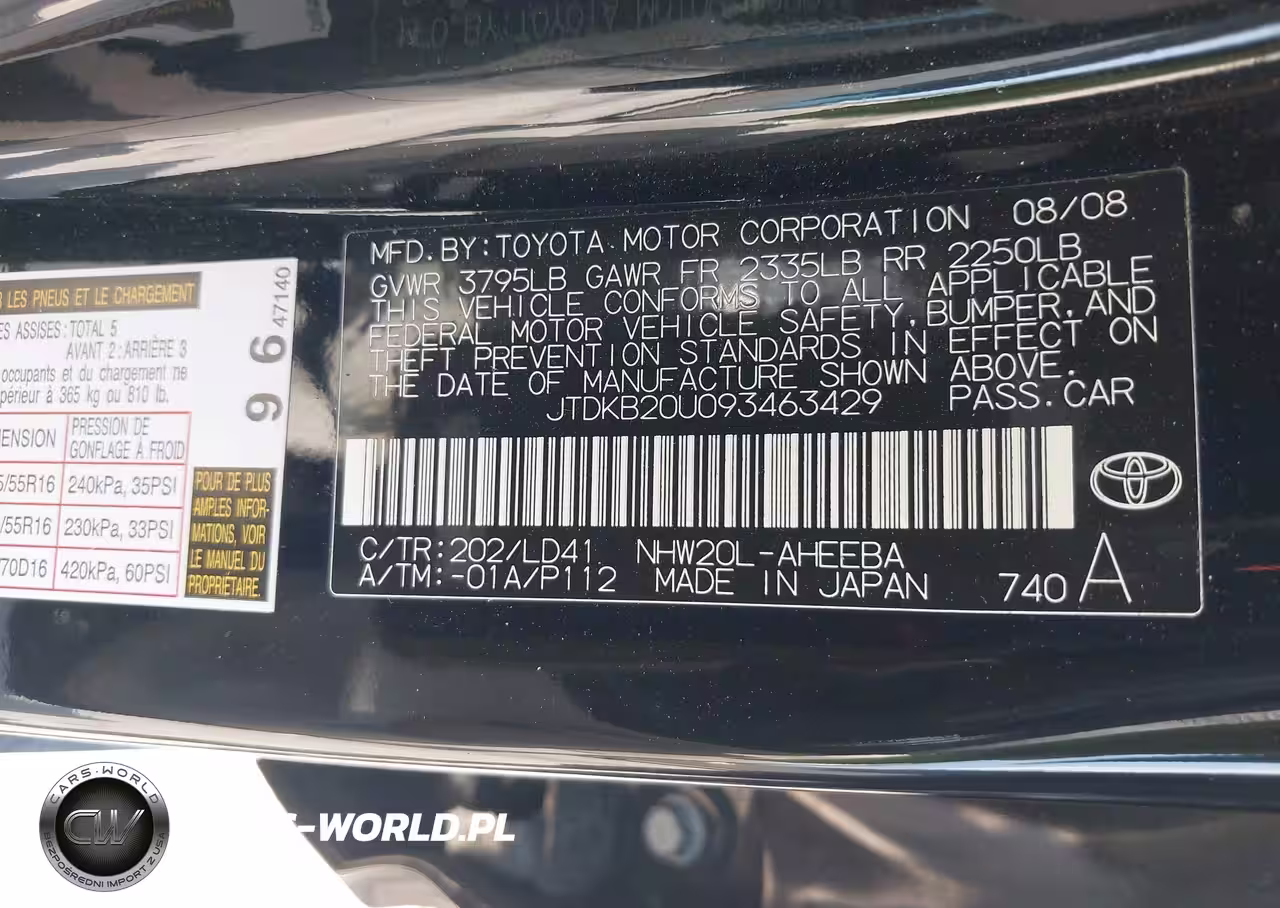 R LES PNEUS ET LE CHARGEMENT
ES ASSISES: TOTAL 5
AVANT 2: ARRIÈRE 3
occupants et du chargement ne
périeur à 365 kg ou 810 lb.
ENSION PRESSION DE GONFLAGE À FROID
5/55R16 240kPa, 35PSI
/55R16 230kPa, 33PSI
/70D16 420kPa, 60PSI
POUR DE PLUS
AMPLES INFOR-
MATIONS, VOIR
LE MANUEL DU
PROPRIÉTAIRE.
47140
9 6
MFD.BY:TOYOTA MOTOR CORPORATION 08/08
GVWR 3795LB GAWR FR 2335LB RR 2250LB
THIS VEHICLE CONFORMS TO ALL APPLICABLE
FEDERAL MOTOR VEHICLE SAFETY,BUMPER,AND
THEFT PREVENTION STANDARDS IN EFFECT ON
THE DATE OF MANUFACTURE SHOWN ABOVE.
JTDKB20U093463429 PASS.CAR
C/TR:202/LD41 NHW20L-AHEEBA
A/TM:-01A/P112 MADE IN JAPAN 740 A
CARS-WORLD
CW
BEZPOŚREDNI IMPORT Z USA
S-WORLD.PL